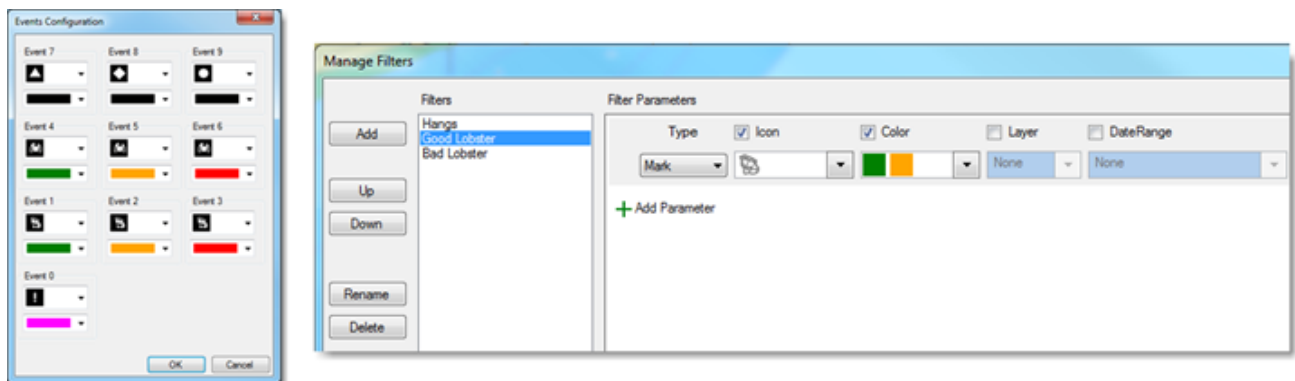 Events Configuration
Event 7 Event 8 Event 9
Event 4 Event 5 Event 6
Event 1 Event 2 Event 3
Event 0
OK Cancel
Manage Filters
Filters Filter Parameters
Add
Up
Down
Rename
Delete
Hangs
Good Lobster
Bad Lobster
Type Icon Color Layer DateRange
Mark None None
Add Parameter